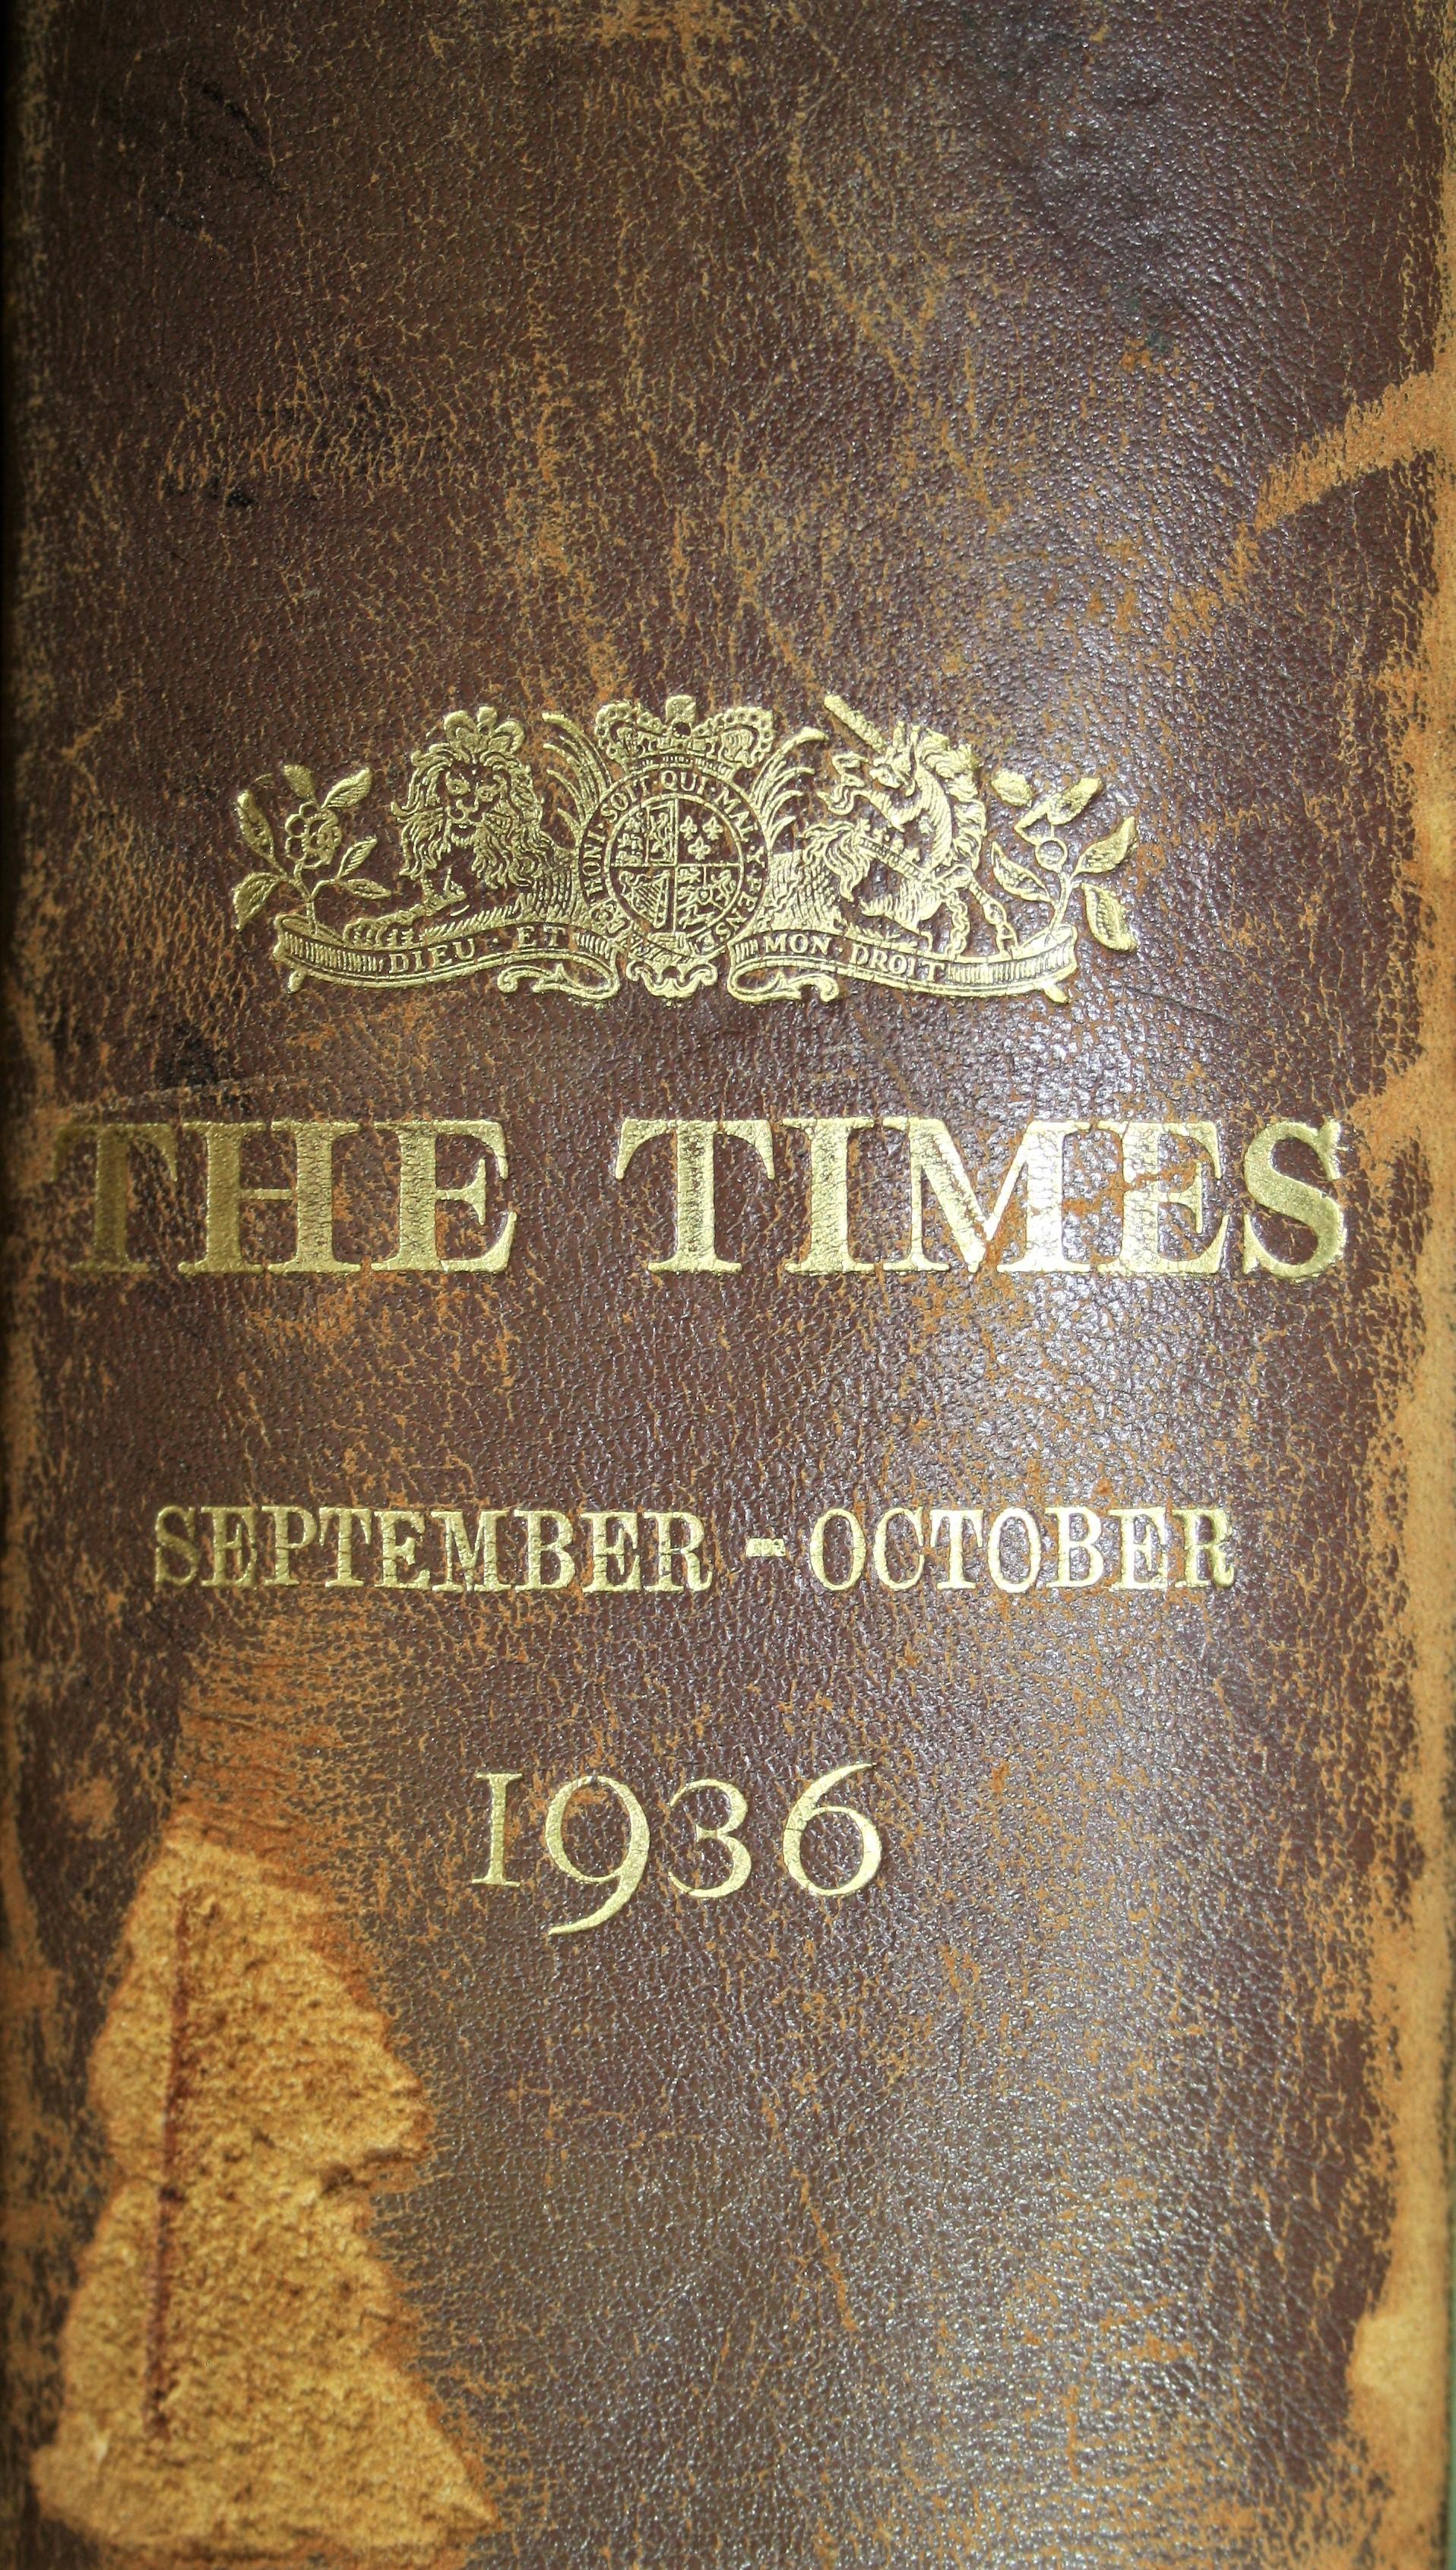 HONI · SOIT · QUI · MAL · Y · PENSE
DIEU · ET MON · DROIT
THE TIMES
SEPTEMBER - OCTOBER
1936